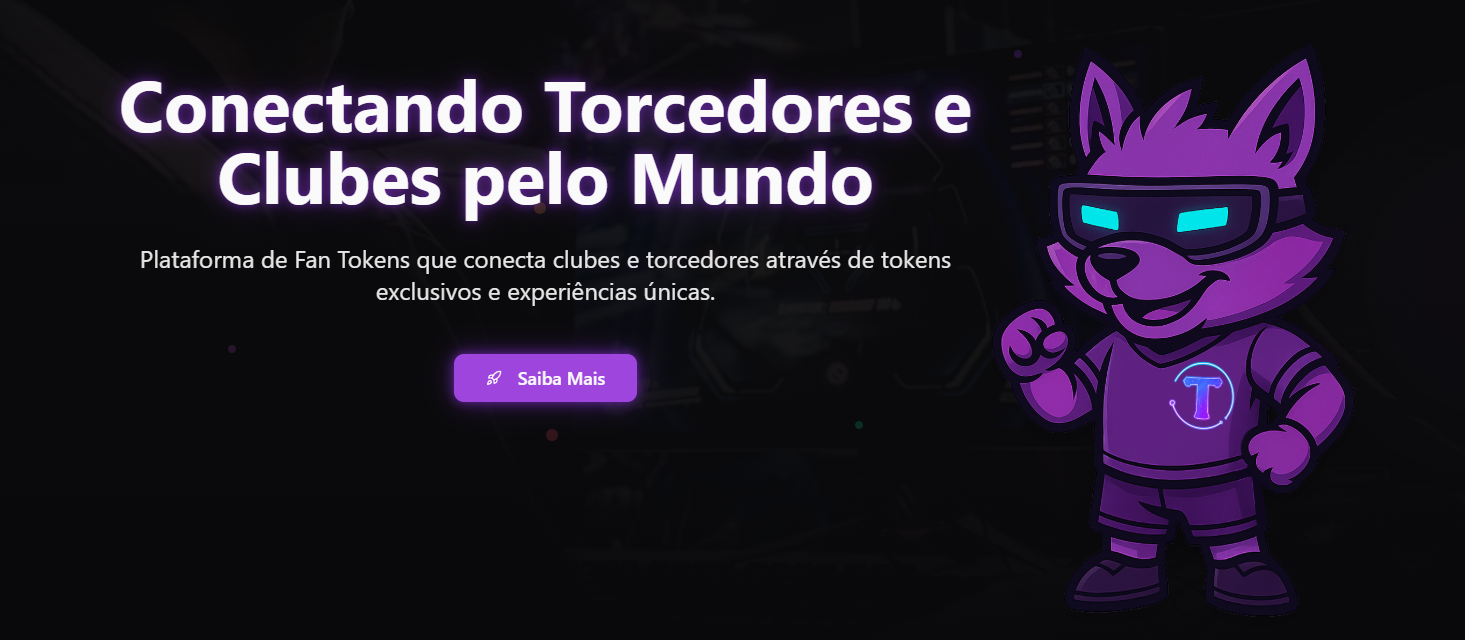 Conectando Torcedores e
Clubes pelo Mundo
Plataforma de Fan Tokens que conecta clubes e torcedores através de tokens
exclusivos e experiências únicas.
Saiba Mais
T